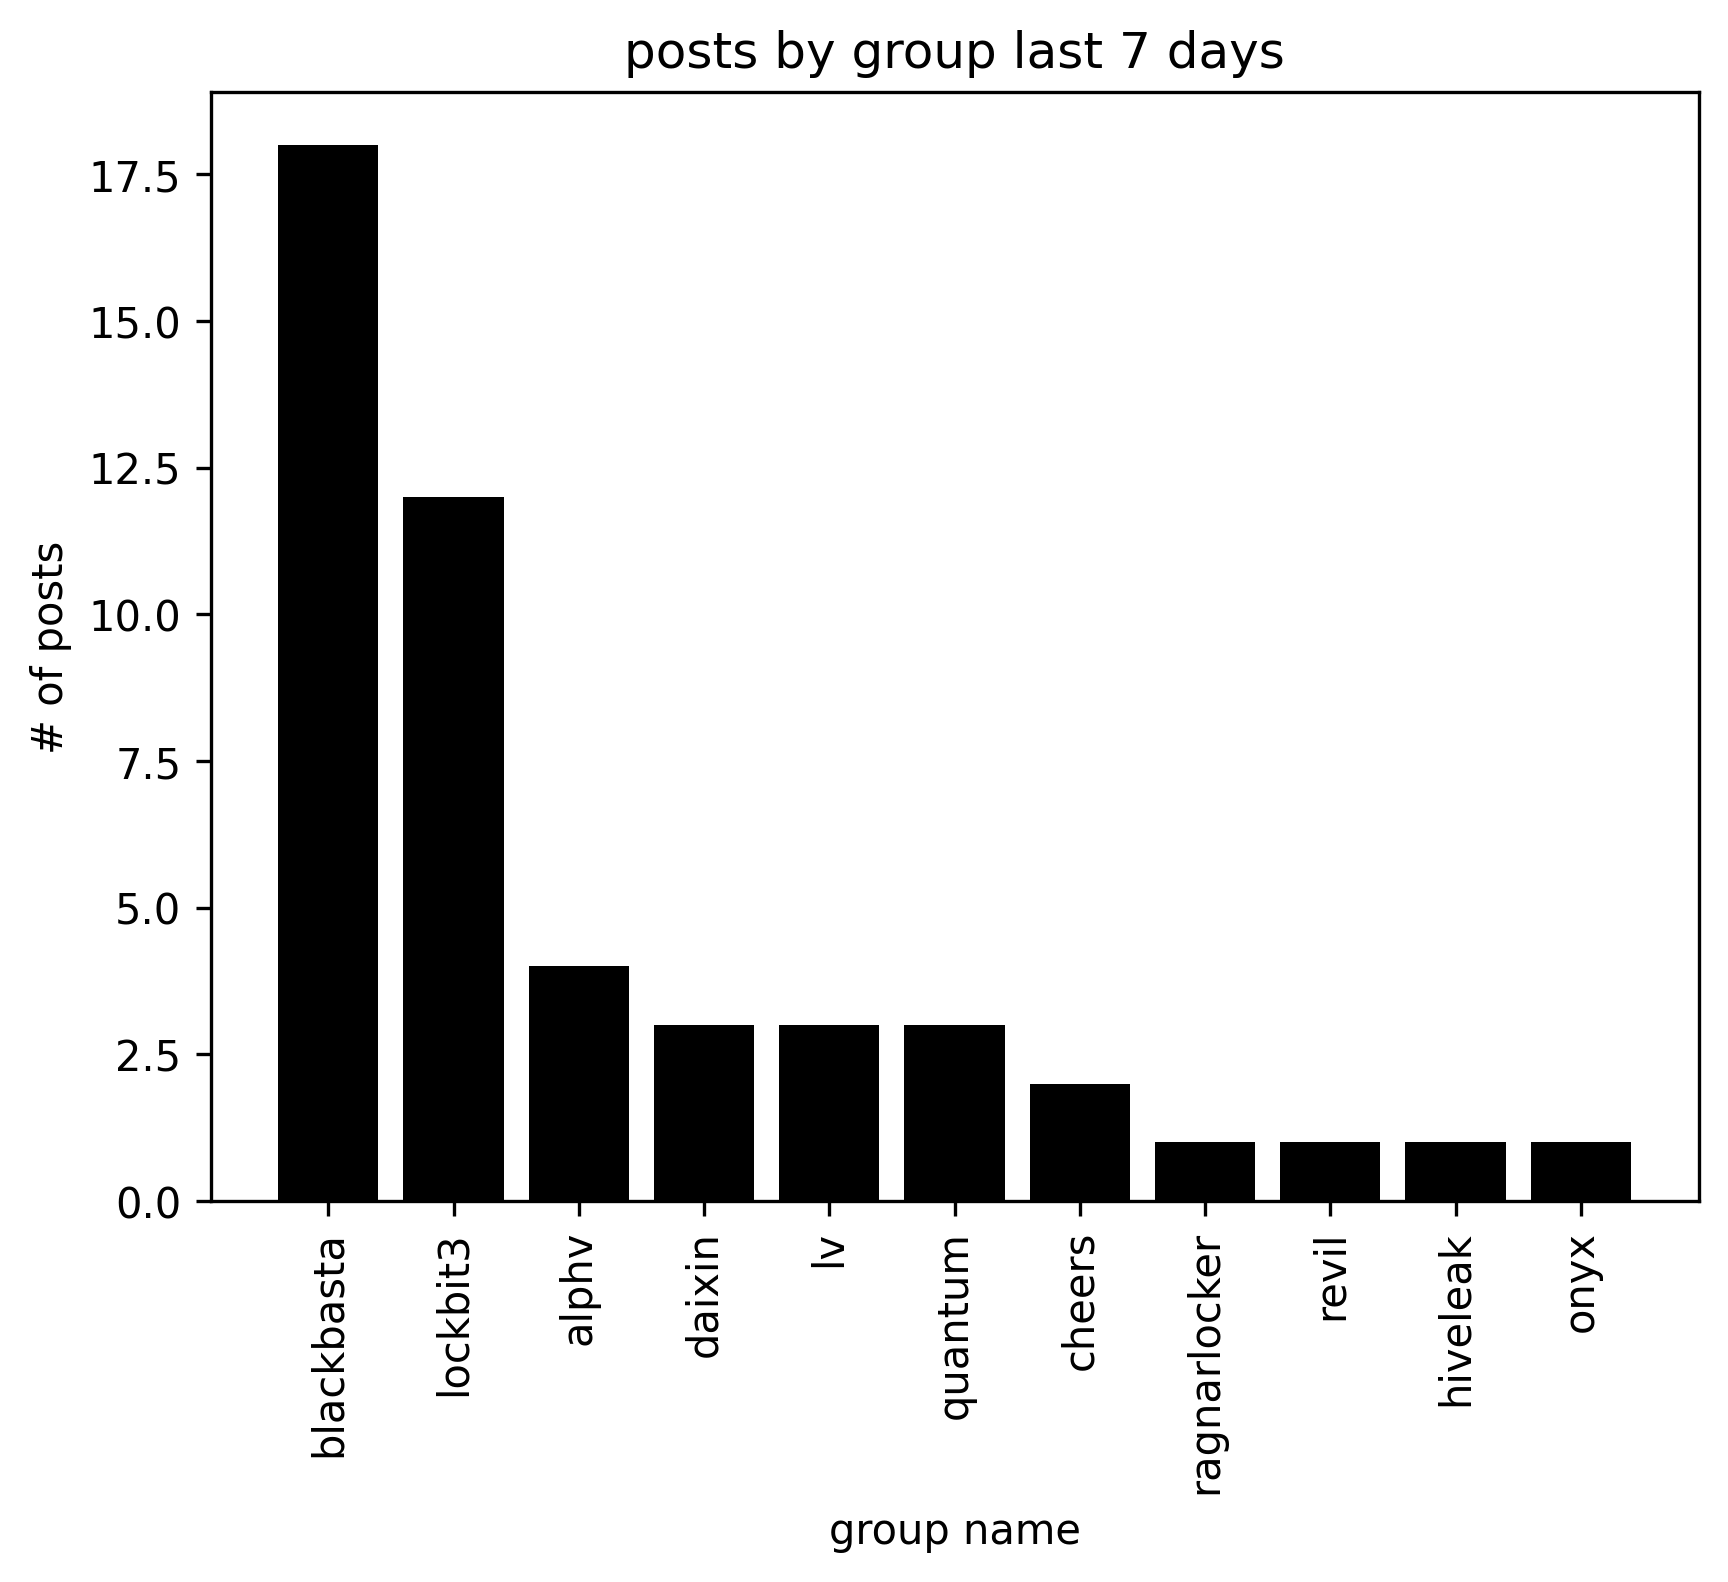 posts by group last 7 days
# of posts
17.5
15.0
12.5
10.0
7.5
5.0
2.5
0.0
blackbasta
lockbit3
alphv
daixin
lv
quantum
cheers
ragnarlocker
revil
hiveleak
onyx
group name